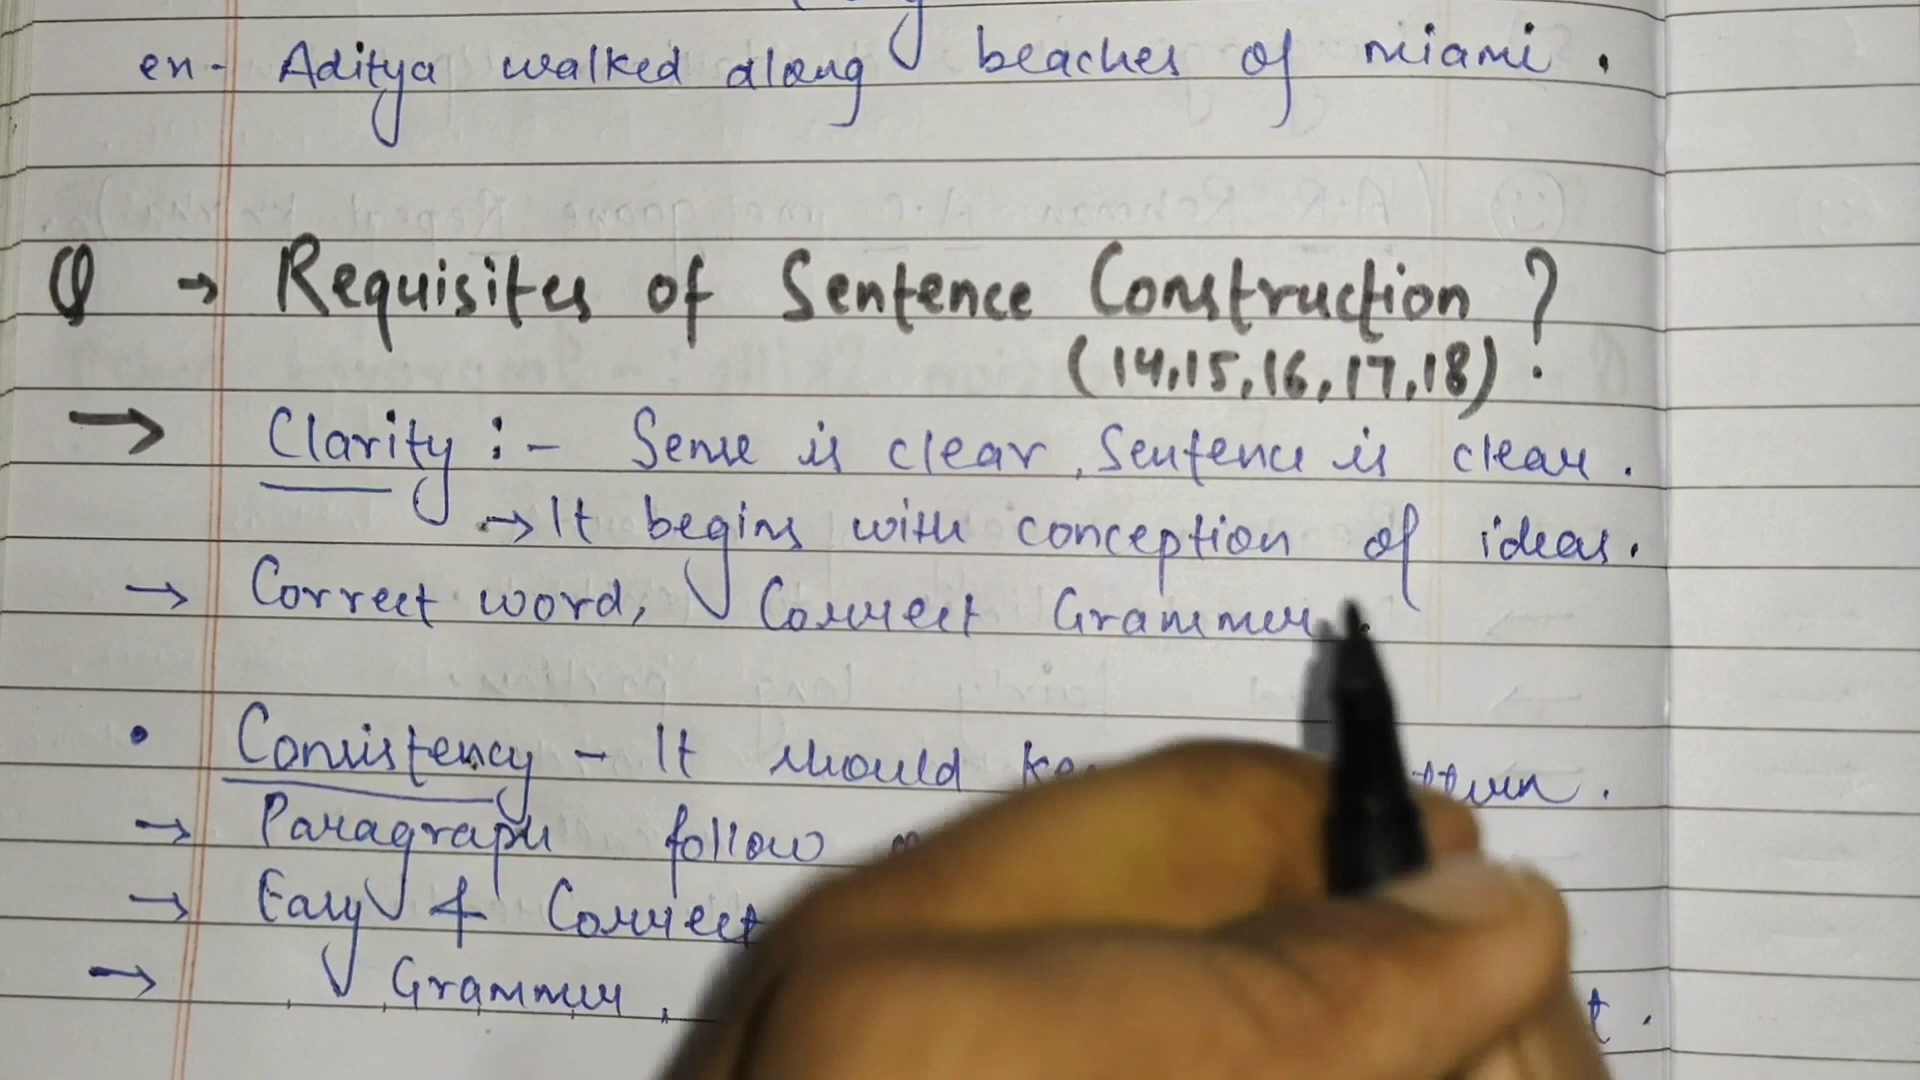 en- Aditya walked along beaches of miami.
Q → Requisites of Sentence Construction ?
(14,15,16,17,18).
→ Clarity :- Sense is clear, Sentence is clear.
→ It begins with conception of ideas.
→ Correct word, Correct Grammer.
• Consistency - It should
→ Paragraph follow
→ Easy & Correct
→ Grammer,